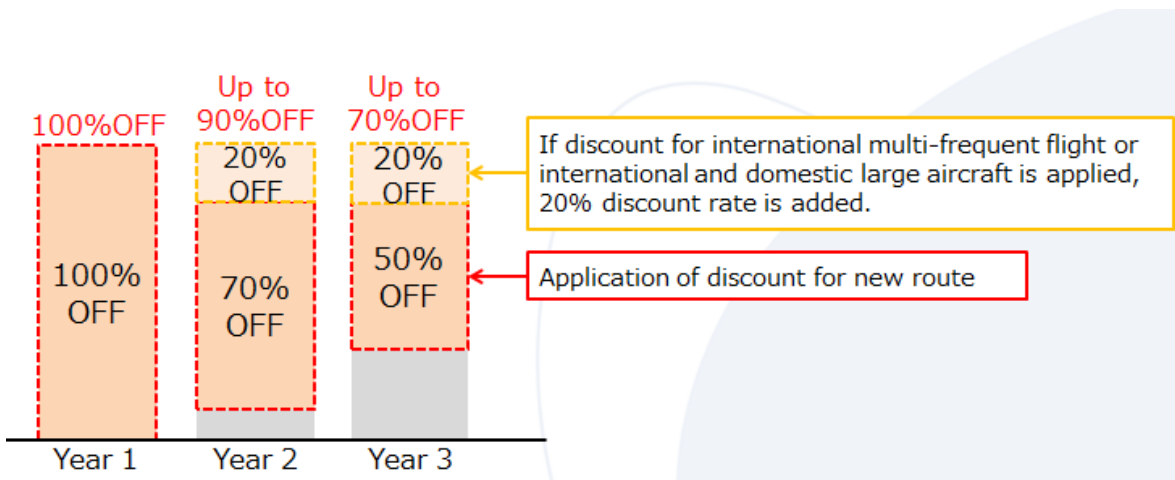 100%OFF
Up to
90%OFF
Up to
70%OFF
100%
OFF
20%
OFF
70%
OFF
20%
OFF
50%
OFF
If discount for international multi-frequent flight or
international and domestic large aircraft is applied,
20% discount rate is added.
Application of discount for new route
Year 1
Year 2
Year 3